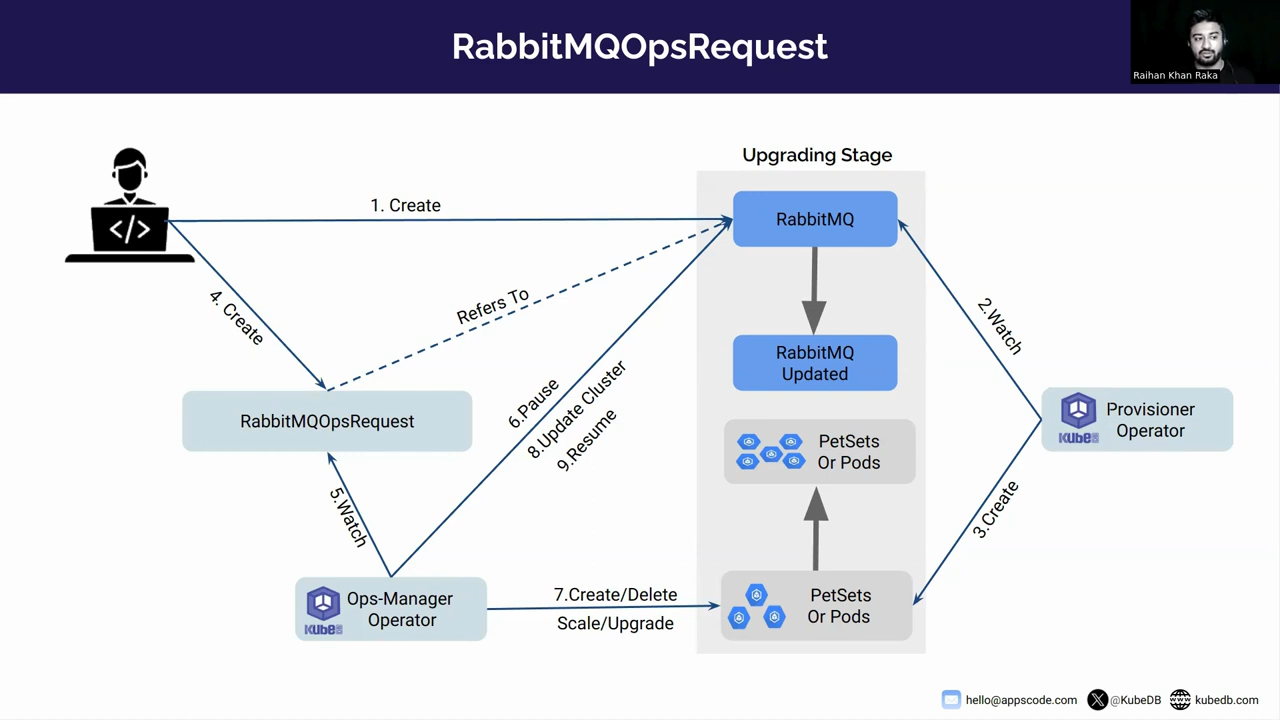 RabbitMQOpsRequest
Raihan Khan Raka
Upgrading Stage
</>
1. Create
RabbitMQ
4. Create
Refers To
2.Watch
RabbitMQ
Updated
RabbitMQOpsRequest
6.Pause
8.Update Cluster
9.Resume
Provisioner
Operator
KubeDB
PetSets
Or Pods
5.Watch
3.Create
Ops-Manager
Operator
KubeDB
7.Create/Delete
Scale/Upgrade
PetSets
Or Pods
hello@appscode.com
@KubeDB
kubedb.com